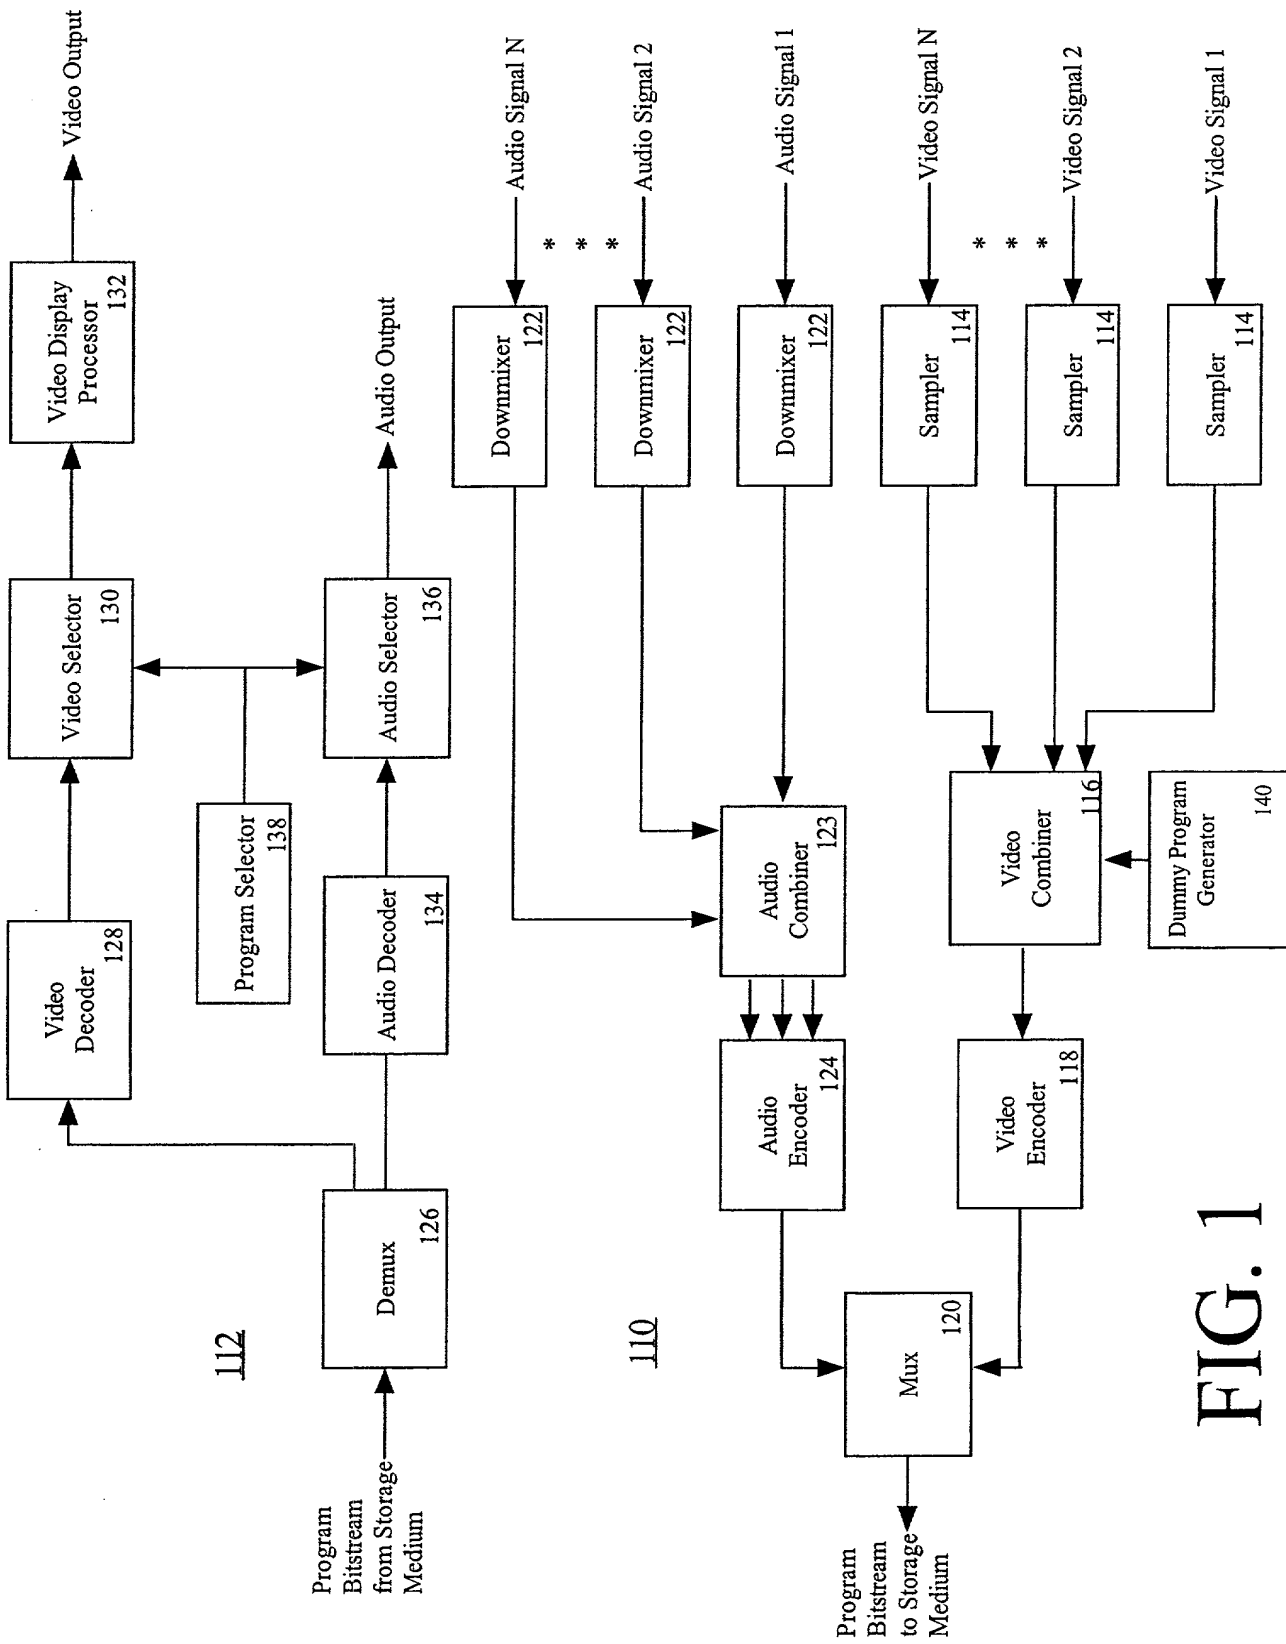 Program
Bitstream
from Storage
Medium
112
Demux
126
Video
Decoder
128
Audio Decoder
134
Program Selector
138
Video Selector
130
Audio Selector
136
Video Display
Processor
132
Video Output
Audio Output
Program
Bitstream
to Storage
Medium
110
Mux
120
Audio
Encoder
124
Video
Encoder
118
Audio
Combiner
123
Video
Combiner
116
Dummy Program
Generator
140
Downmixer
122
Downmixer
122
Downmixer
122
Sampler
114
Sampler
114
Sampler
114
Audio Signal N
* * *
Audio Signal 2
Audio Signal 1
Video Signal N
* * *
Video Signal 2
Video Signal 1
FIG. 1